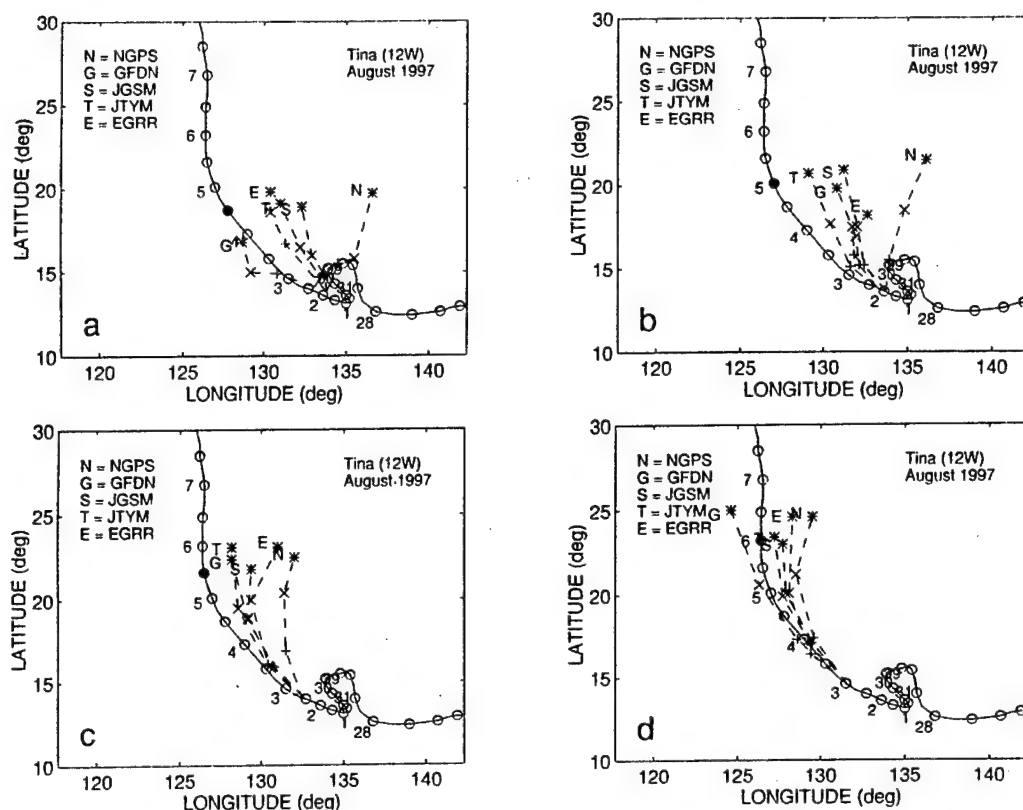 30
25
20
15
10
LATITUDE (deg)
N = NGPS
G = GFDN
S = JGSM
T = JTYM
E = EGRR
Tina (12W)
August 1997
7
6
5
E
T
S
N
G
3
2
28
a
120
125
130
135
140
LONGITUDE (deg)
30
25
20
15
10
LATITUDE (deg)
N = NGPS
G = GFDN
S = JGSM
T = JTYM
E = EGRR
Tina (12W)
August 1997
7
6
5
4
T
S
G
E
N
3
2
28
b
120
125
130
135
140
LONGITUDE (deg)
30
25
20
15
10
LATITUDE (deg)
N = NGPS
G = GFDN
S = JGSM
T = JTYM
E = EGRR
Tina (12W)
August 1997
7
6
5
4
T
G
S
E
N
3
2
28
c
120
125
130
135
140
LONGITUDE (deg)
30
25
20
15
10
LATITUDE (deg)
N = NGPS
G = GFDN
S = JGSM
T = JTYM
E = EGRR
Tina (12W)
August 1997
7
6
5
4
G
S
E
N
3
2
28
d
120
125
130
135
140
LONGITUDE (deg)